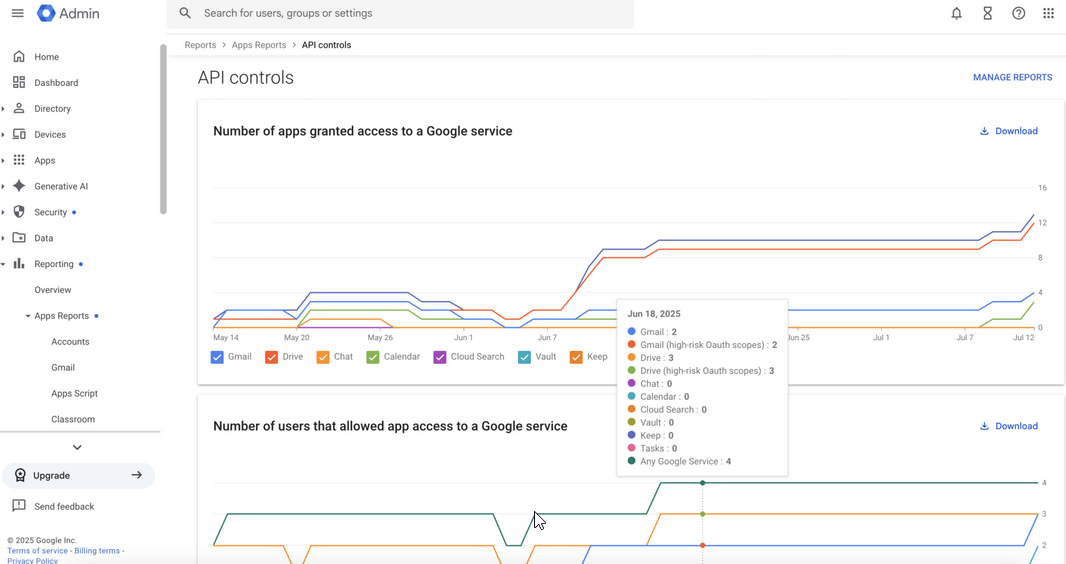 Admin
Search for users, groups or settings
Reports > Apps Reports > API controls
Home
Dashboard
Directory
Devices
Apps
Generative AI
Security
Data
Reporting
Overview
Apps Reports
Accounts
Gmail
Apps Script
Classroom
Upgrade
Send feedback
© 2025 Google Inc.
Terms of service - Billing terms -
Privacy Policy
API controls
MANAGE REPORTS
Number of apps granted access to a Google service
Download
16
12
8
4
0
May 14 May 20 May 26 Jun 1 Jun 7 Jun 25 Jul 1 Jul 7 Jul 12
Gmail Drive Chat Calendar Cloud Search Vault Keep
Jun 18, 2025
Gmail : 2
Gmail (high-risk Oauth scopes) : 2
Drive : 3
Drive (high-risk Oauth scopes) : 3
Chat : 0
Calendar : 0
Cloud Search : 0
Vault : 0
Keep : 0
Tasks : 0
Any Google Service : 4
Number of users that allowed app access to a Google service
Download
4
3
2